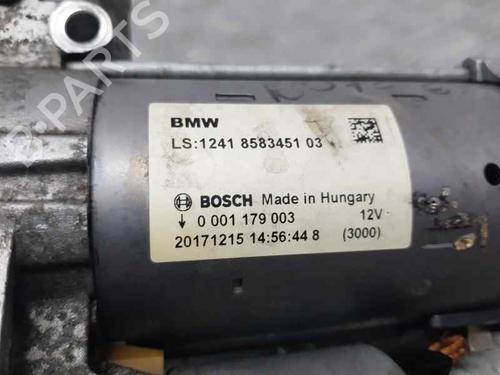 BMW
LS:1241 8583451 03
BOSCH Made in Hungary
0 001 179 003 12V
20171215 14:56:44 8 (3000)